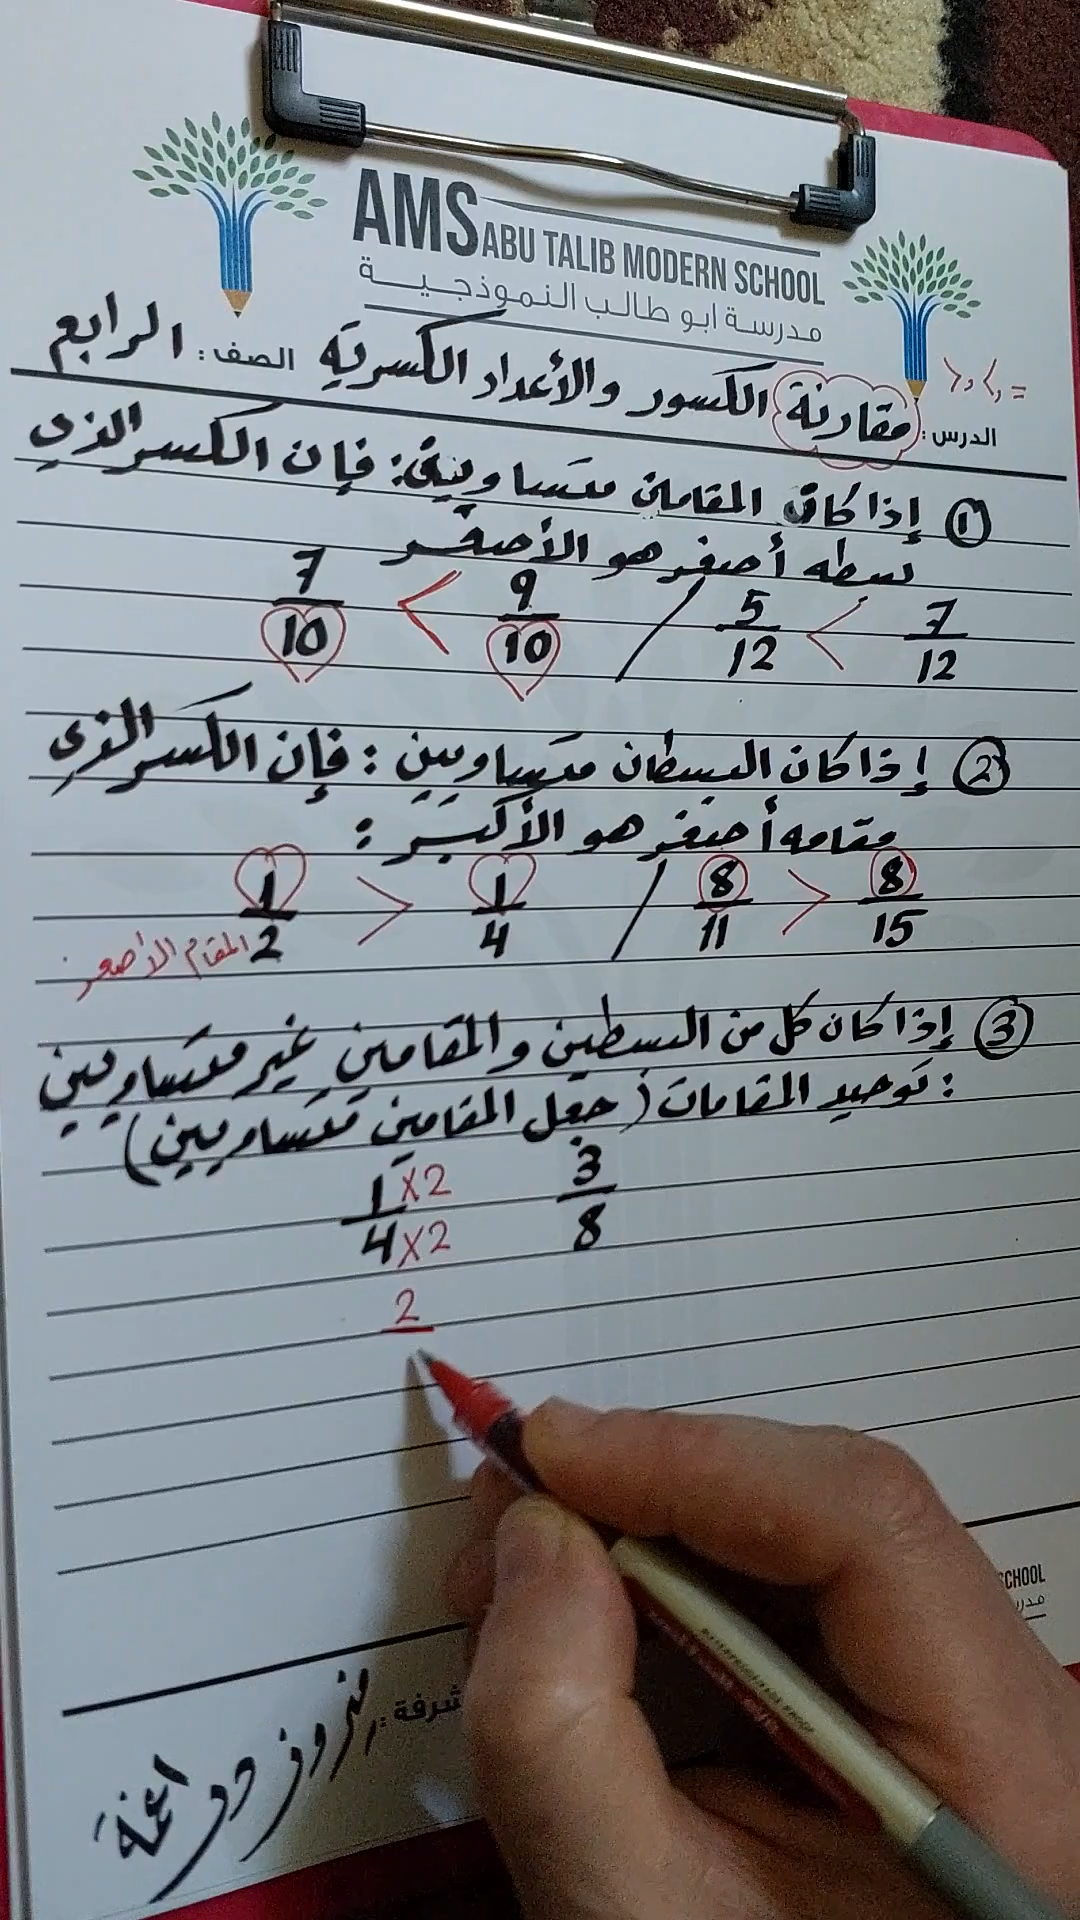 AMS ABU TALIB MODERN SCHOOL
مدرسة ابو طالب النموذجية
الدرس: مقارنة الكسور والأعداد الكسرية الصف: الرابع
> , < , =
① إذا كان المقامين متساويين: فإن الكسر الذي
بسطه أصغر هو الأصغر
7/10 < 9/10 / 5/12 < 7/12
② إذا كان البسطان متساويين: فإن الكسر الذي
مقامه أصغر هو الأكبر:
1/2 > 1/4 / 8/11 > 8/15
المقام الأصغر
③ إذا كان كل من البسطين والمقامين غير متساويين
: توحيد المقامات (جعل المقامين متساويين)
1×2/4×2 3/8
2
CHOOL
شرفة: